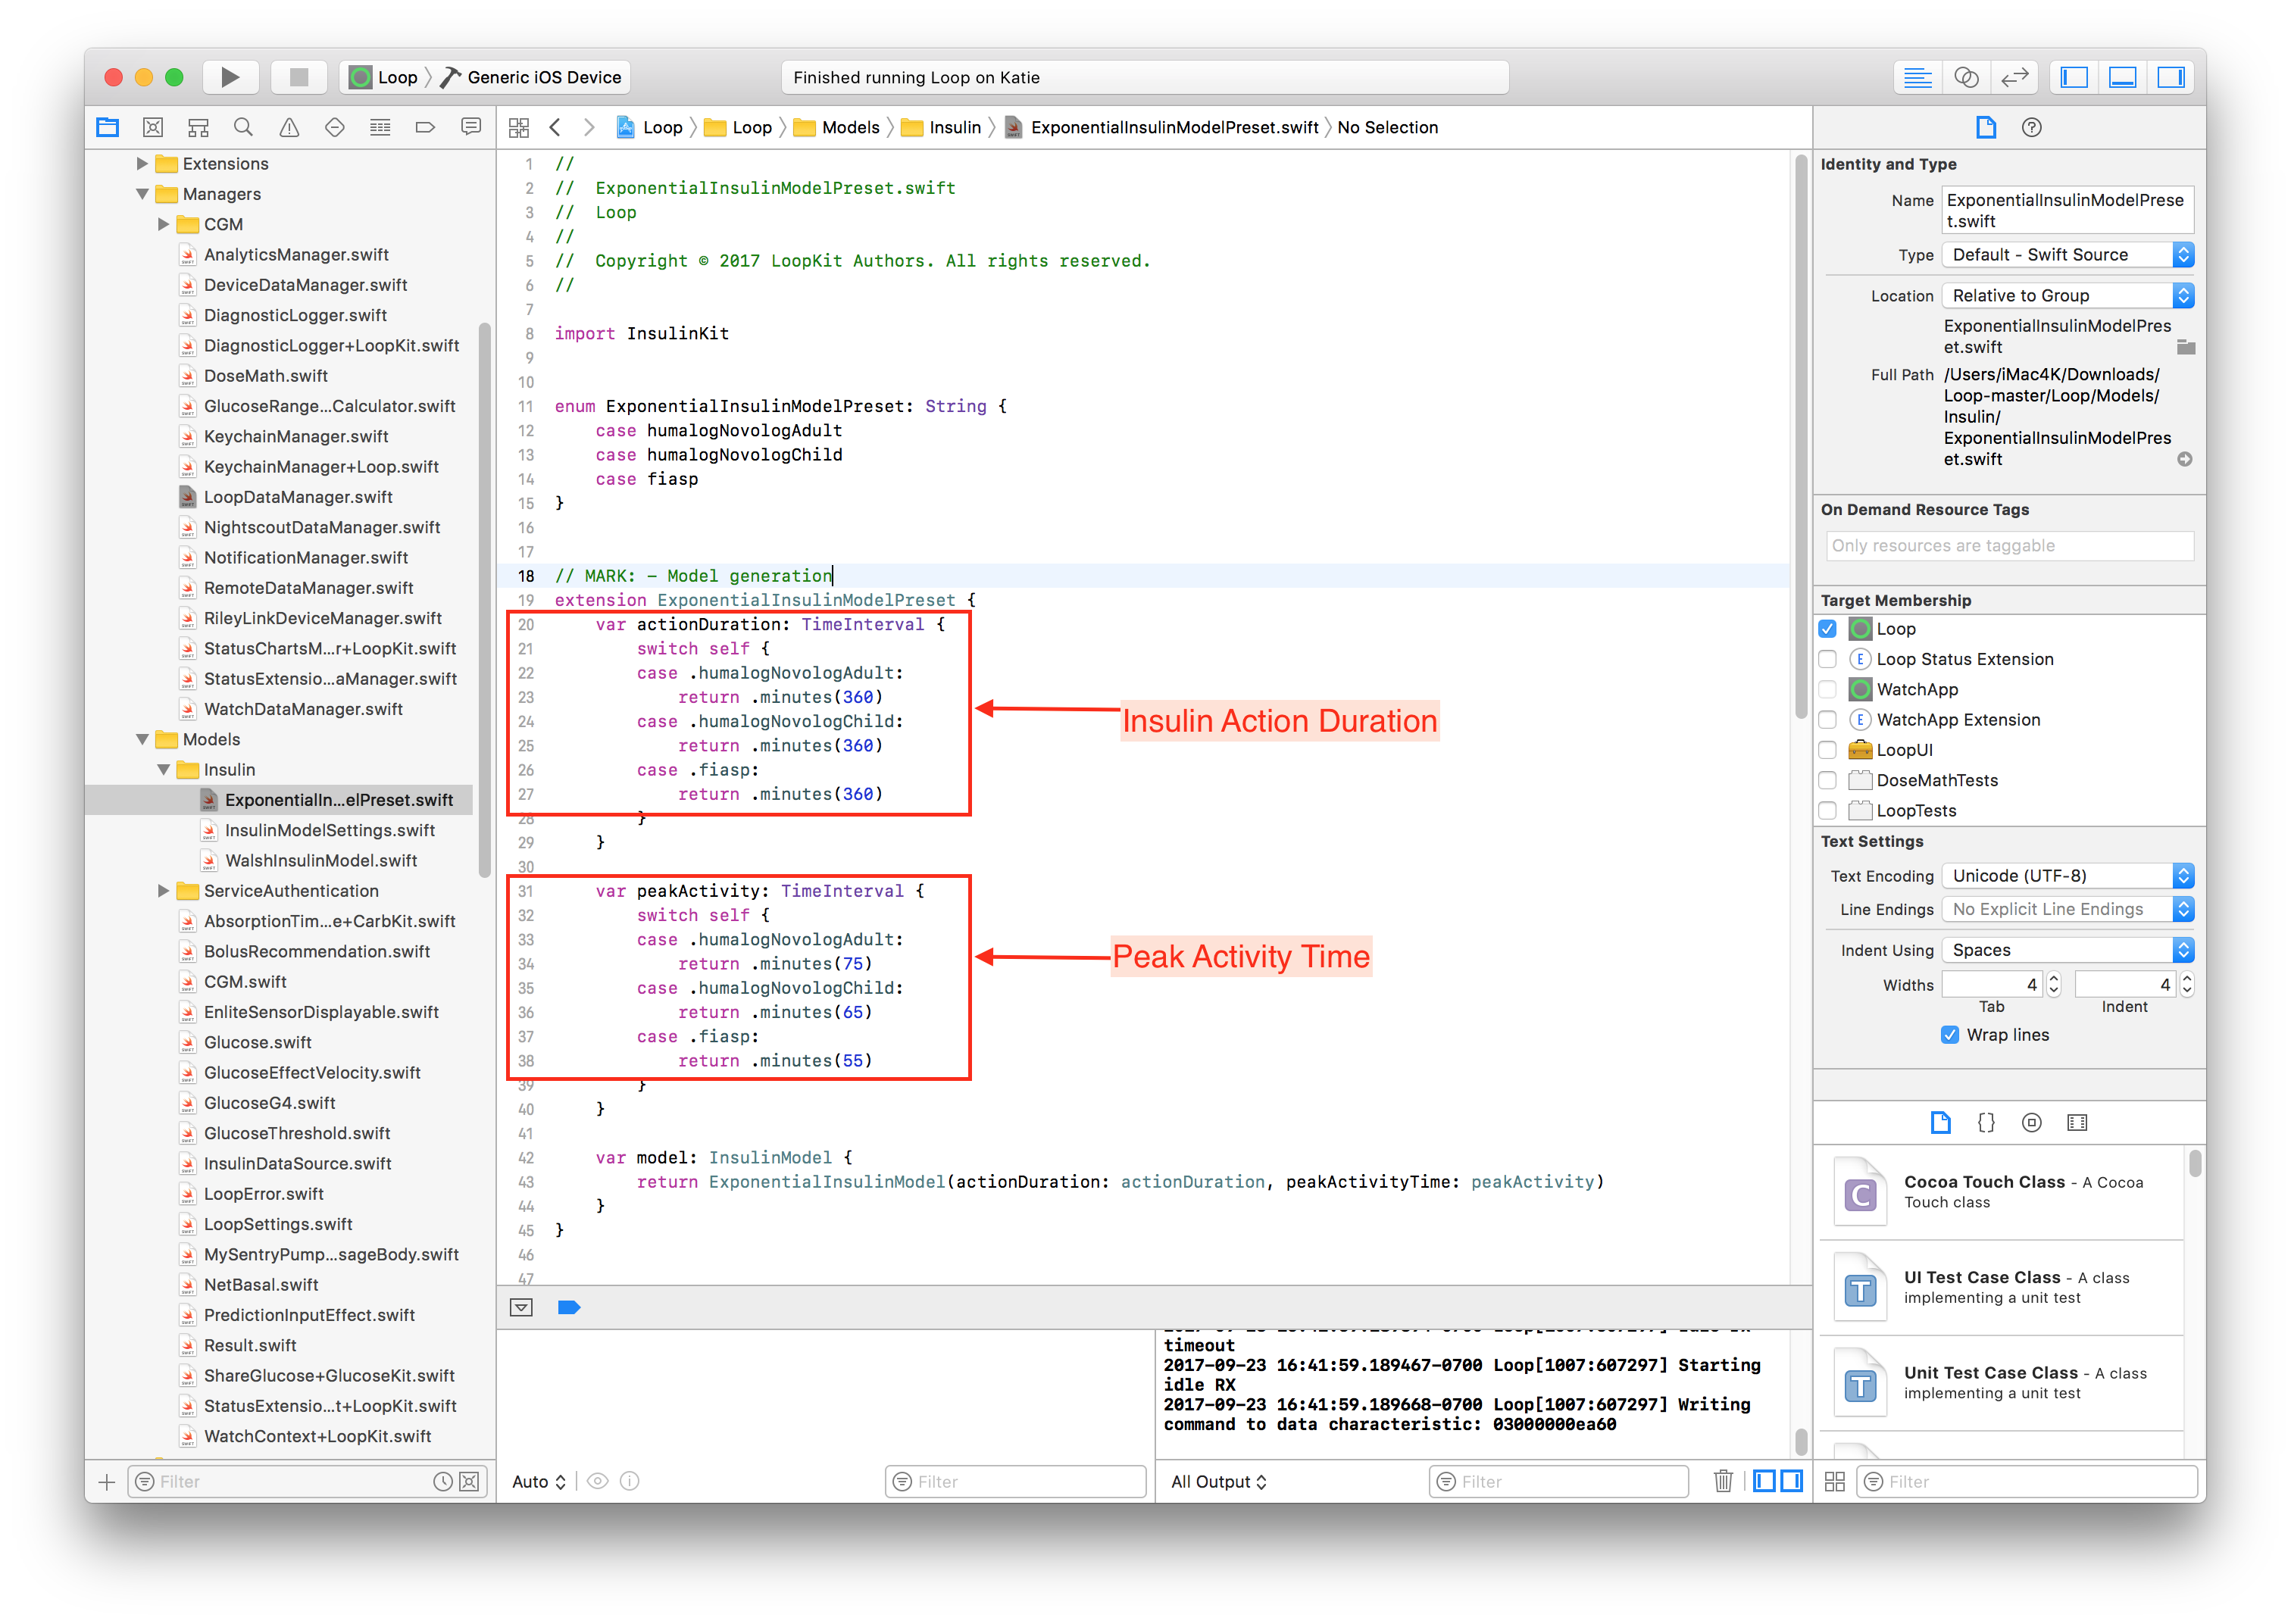 Loop 〉 Generic iOS Device
Finished running Loop on Katie
Loop 〉 Loop 〉 Models 〉 Insulin 〉 ExponentialInsulinModelPreset.swift 〉 No Selection
Extensions
Managers
CGM
AnalyticsManager.swift
DeviceDataManager.swift
DiagnosticLogger.swift
DiagnosticLogger+LoopKit.swift
DoseMath.swift
GlucoseRange...Calculator.swift
KeychainManager.swift
KeychainManager+Loop.swift
LoopDataManager.swift
NightscoutDataManager.swift
NotificationManager.swift
RemoteDataManager.swift
RileyLinkDeviceManager.swift
StatusChartsM...r+LoopKit.swift
StatusExtensio...aManager.swift
WatchDataManager.swift
Models
Insulin
ExponentialIn...elPreset.swift
InsulinModelSettings.swift
WalshInsulinModel.swift
ServiceAuthentication
AbsorptionTim...e+CarbKit.swift
BolusRecommendation.swift
CGM.swift
EnliteSensorDisplayable.swift
Glucose.swift
GlucoseEffectVelocity.swift
GlucoseG4.swift
GlucoseThreshold.swift
InsulinDataSource.swift
LoopError.swift
LoopSettings.swift
MySentryPump...sageBody.swift
NetBasal.swift
PredictionInputEffect.swift
Result.swift
ShareGlucose+GlucoseKit.swift
StatusExtensio...t+LoopKit.swift
WatchContext+LoopKit.swift
Filter
1 //
2 //  ExponentialInsulinModelPreset.swift
3 //  Loop
4 //
5 //  Copyright © 2017 LoopKit Authors. All rights reserved.
6 //
7
8 import InsulinKit
9
10
11 enum ExponentialInsulinModelPreset: String {
12     case humalogNovologAdult
13     case humalogNovologChild
14     case fiasp
15 }
16
17
18 // MARK: - Model generation
19 extension ExponentialInsulinModelPreset {
20     var actionDuration: TimeInterval {
21         switch self {
22         case .humalogNovologAdult:
23             return .minutes(360)
24         case .humalogNovologChild:
25             return .minutes(360)
26         case .fiasp:
27             return .minutes(360)
28         }
29     }
30
31     var peakActivity: TimeInterval {
32         switch self {
33         case .humalogNovologAdult:
34             return .minutes(75)
35         case .humalogNovologChild:
36             return .minutes(65)
37         case .fiasp:
38             return .minutes(55)
39         }
40     }
41
42     var model: InsulinModel {
43         return ExponentialInsulinModel(actionDuration: actionDuration, peakActivityTime: peakActivity)
44     }
45 }
46
47
Insulin Action Duration
Peak Activity Time
timeout
2017-09-23 16:41:59.189467-0700 Loop[1007:607297] Starting
idle RX
2017-09-23 16:41:59.189668-0700 Loop[1007:607297] Writing
command to data characteristic: 03000000ea60
Auto
Filter
All Output
Filter
Identity and Type
Name ExponentialInsulinModelPrese
t.swift
Type Default - Swift Source
Location Relative to Group
ExponentialInsulinModelPres
et.swift
Full Path /Users/iMac4K/Downloads/
Loop-master/Loop/Models/
Insulin/
ExponentialInsulinModelPres
et.swift
On Demand Resource Tags
Only resources are taggable
Target Membership
Loop
E Loop Status Extension
WatchApp
E WatchApp Extension
LoopUI
DoseMathTests
LoopTests
Text Settings
Text Encoding Unicode (UTF-8)
Line Endings No Explicit Line Endings
Indent Using Spaces
Widths 4 4
Tab Indent
Wrap lines
C Cocoa Touch Class - A Cocoa
Touch class
T UI Test Case Class - A class
implementing a unit test
T Unit Test Case Class - A class
implementing a unit test
Filter